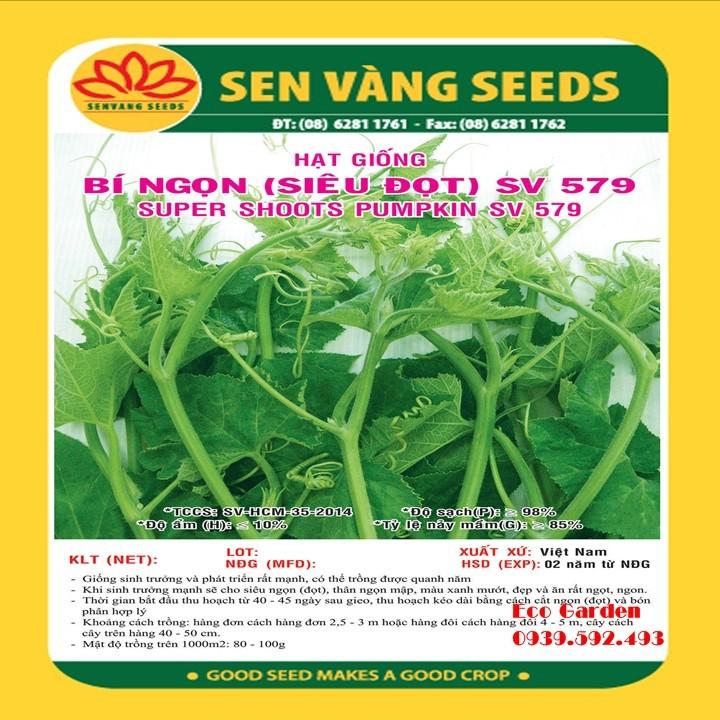 SENVANG SEEDS
SEN VÀNG SEEDS
ĐT: (08) 6281 1761 - Fax: (08) 6281 1762
HẠT GIỐNG
BÍ NGỌN (SIÊU ĐỌT) SV 579
SUPER SHOOTS PUMPKIN SV 579
*TCCS: SV-HCM-35-2014 *Độ sạch(P): ≥ 98%
*Độ ẩm (H): ≤ 10% *Tỷ lệ nảy mầm(G): ≥ 85%
KLT (NET):
LOT:
NĐG (MFD):
XUẤT XỨ: Việt Nam
HSD (EXP): 02 năm từ NĐG
- Giống sinh trưởng và phát triển rất mạnh, có thể trồng được quanh năm
- Khi sinh trưởng mạnh sẽ cho siêu ngọn (đọt), thân ngọn mập, màu xanh mướt, đẹp và ăn rất ngọt, ngon.
- Thời gian bắt đầu thu hoạch từ 40 - 45 ngày sau gieo, thu hoạch kéo dài bằng cách cắt ngọn (đọt) và bón
phân hợp lý
- Khoảng cách trồng: hàng đơn cách hàng đơn 2,5 - 3 m hoặc hàng đôi cách hàng đôi 4 - 5 m, cây cách
cây trên hàng 40 - 50 cm.
- Mật độ trồng trên 1000m2: 80 - 100g
Eco Garden
0939.592.493
• GOOD SEED MAKES A GOOD CROP •